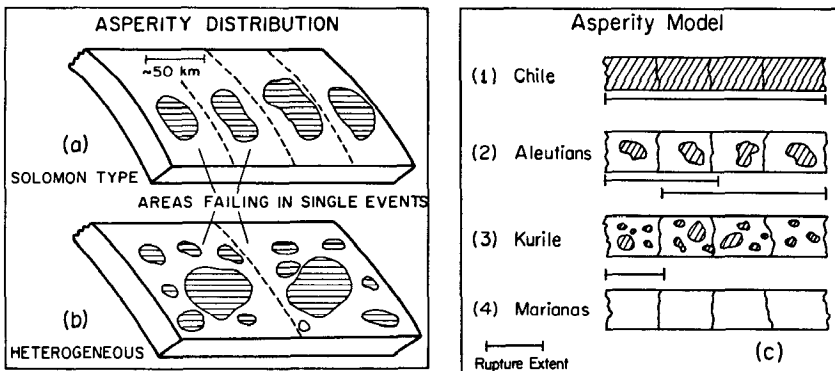 ASPERITY DISTRIBUTION
~50 km
(a)
SOLOMON TYPE
AREAS FAILING IN SINGLE EVENTS
(b)
HETEROGENEOUS
Asperity Model
(1) Chile
(2) Aleutians
(3) Kurile
(4) Marianas
Rupture Extent
(c)